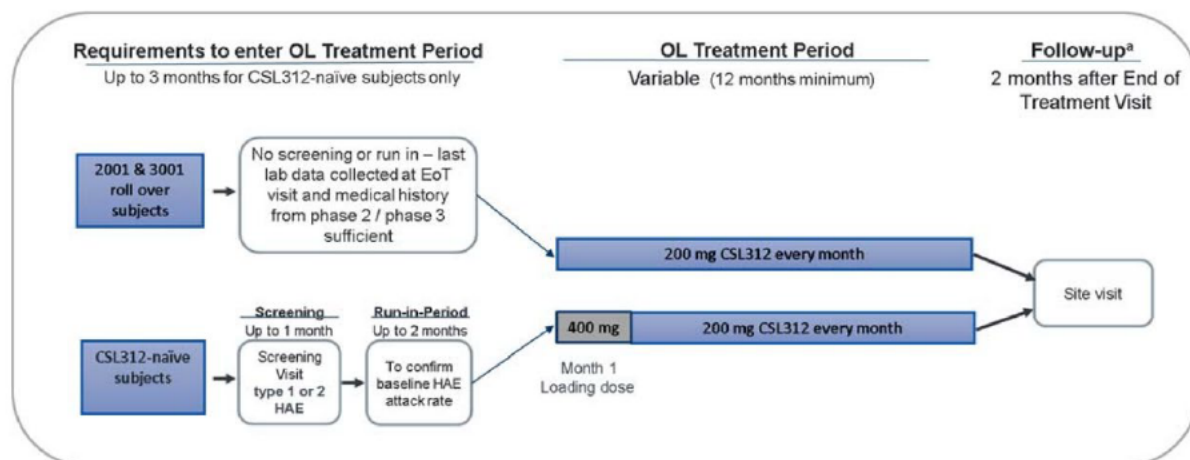 Requirements to enter OL Treatment Period
Up to 3 months for CSL312-naïve subjects only
OL Treatment Period
Variable (12 months minimum)
Follow-upᵃ
2 months after End of
Treatment Visit
2001 & 3001
roll over
subjects
No screening or run in – last
lab data collected at EoT
visit and medical history
from phase 2 / phase 3
sufficient
200 mg CSL312 every month
Site visit
CSL312-naïve
subjects
Screening
Up to 1 month
Screening
Visit
type 1 or 2
HAE
Run-in-Period
Up to 2 months
To confirm
baseline HAE
attack rate
400 mg
200 mg CSL312 every month
Month 1
Loading dose